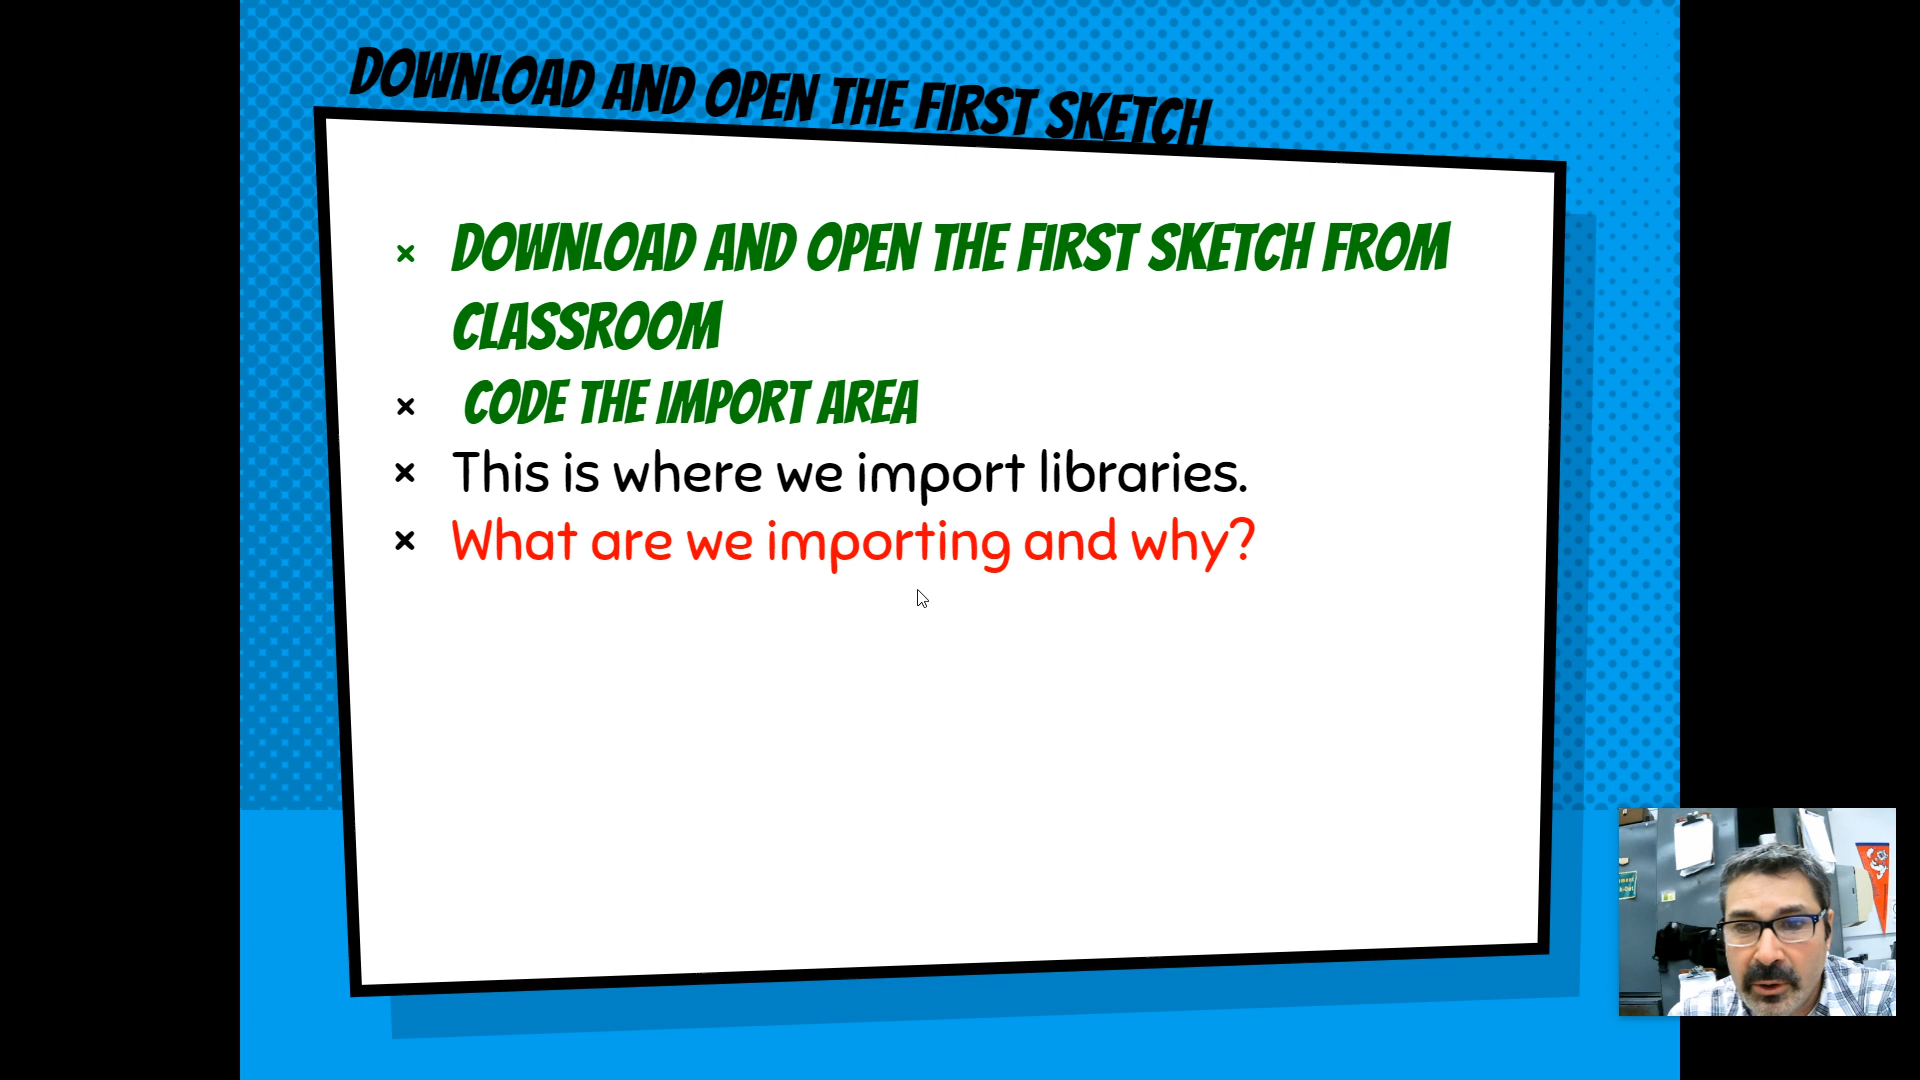 DOWNLOAD AND OPEN THE FIRST SKETCH
× DOWNLOAD AND OPEN THE FIRST SKETCH FROM
CLASSROOM
× CODE THE IMPORT AREA
× This is where we import libraries.
× What are we importing and why?